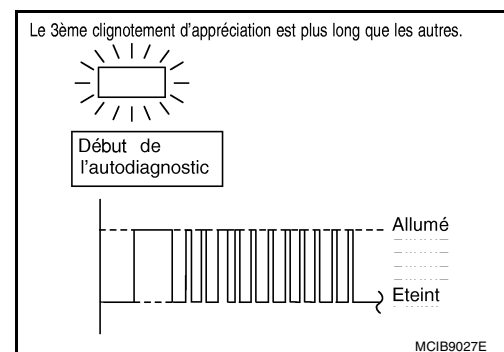 Le 3ème clignotement d'appréciation est plus long que les autres.
Début de
l'autodiagnostic
Allumé
Eteint
MCIB9027E